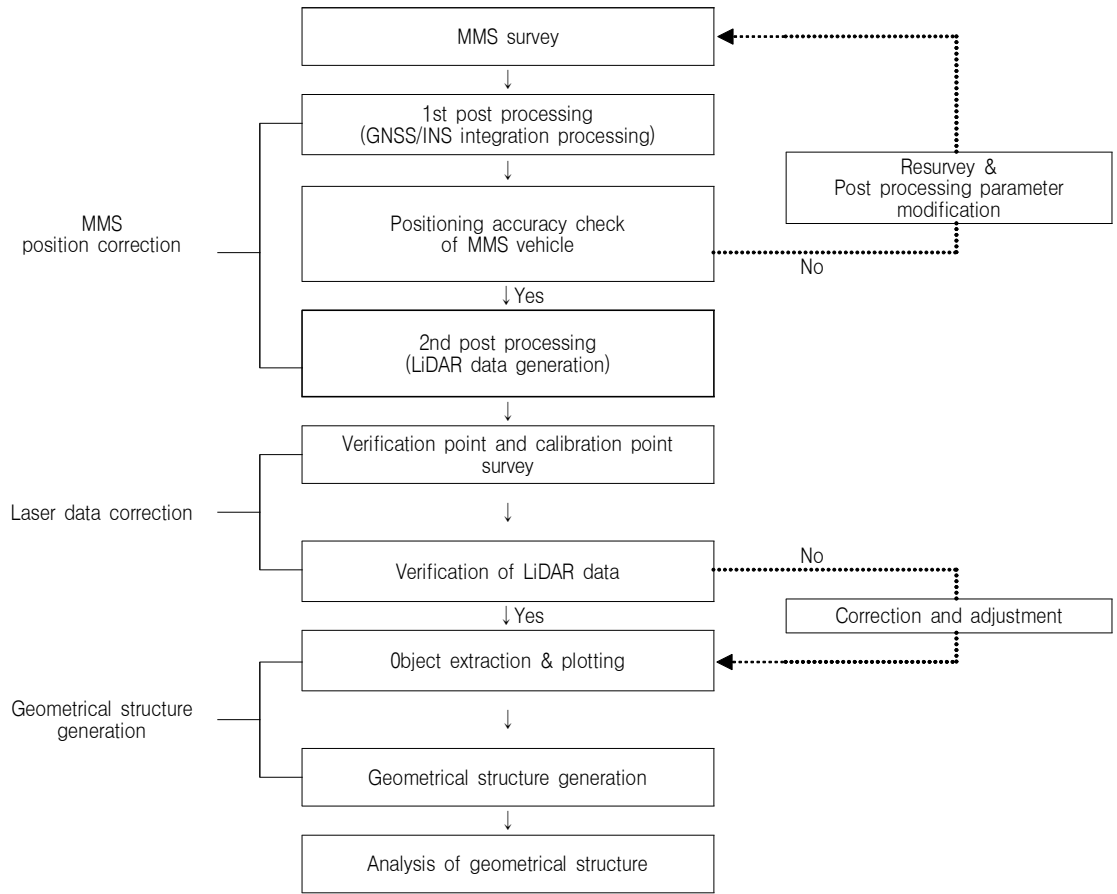 MMS survey
↓
1st post processing
(GNSS/INS integration processing)
↓
Resurvey &
Post processing parameter
modification
MMS
position correction
Positioning accuracy check
of MMS vehicle
No
↓ Yes
2nd post processing
(LiDAR data generation)
↓
Verification point and calibration point
survey
Laser data correction
↓
Verification of LiDAR data
No
↓ Yes
Correction and adjustment
Object extraction & plotting
Geometrical structure
generation
↓
Geometrical structure generation
↓
Analysis of geometrical structure